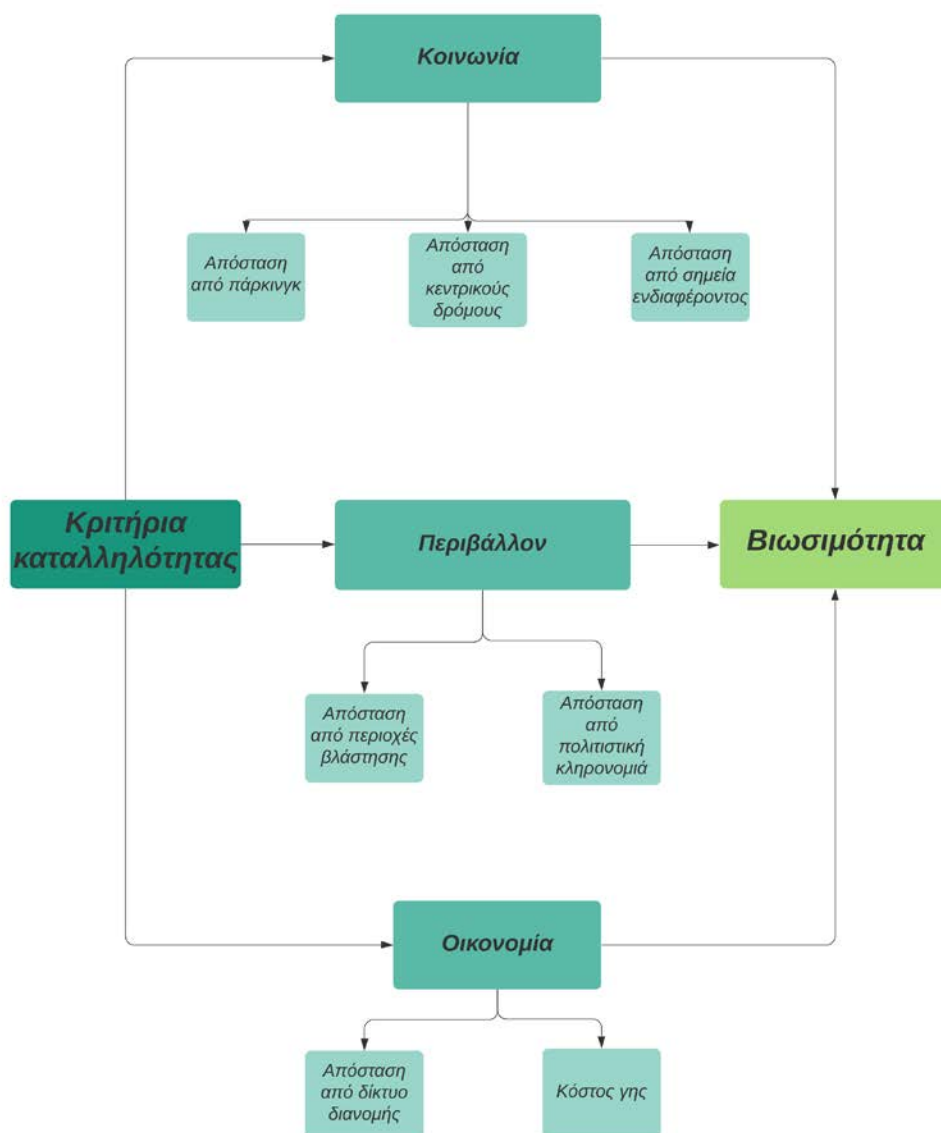 Κοινωνία
Απόσταση
από πάρκινγκ
Απόσταση
από
κεντρικούς
δρόμους
Απόσταση
από σημεία
ενδιαφέροντος
Κριτήρια
καταλληλότητας
Περιβάλλον
Βιωσιμότητα
Απόσταση
από περιοχές
βλάστησης
Απόσταση
από
πολιτιστική
κληρονομιά
Οικονομία
Απόσταση
από δίκτυο
διανομής
Κόστος γης